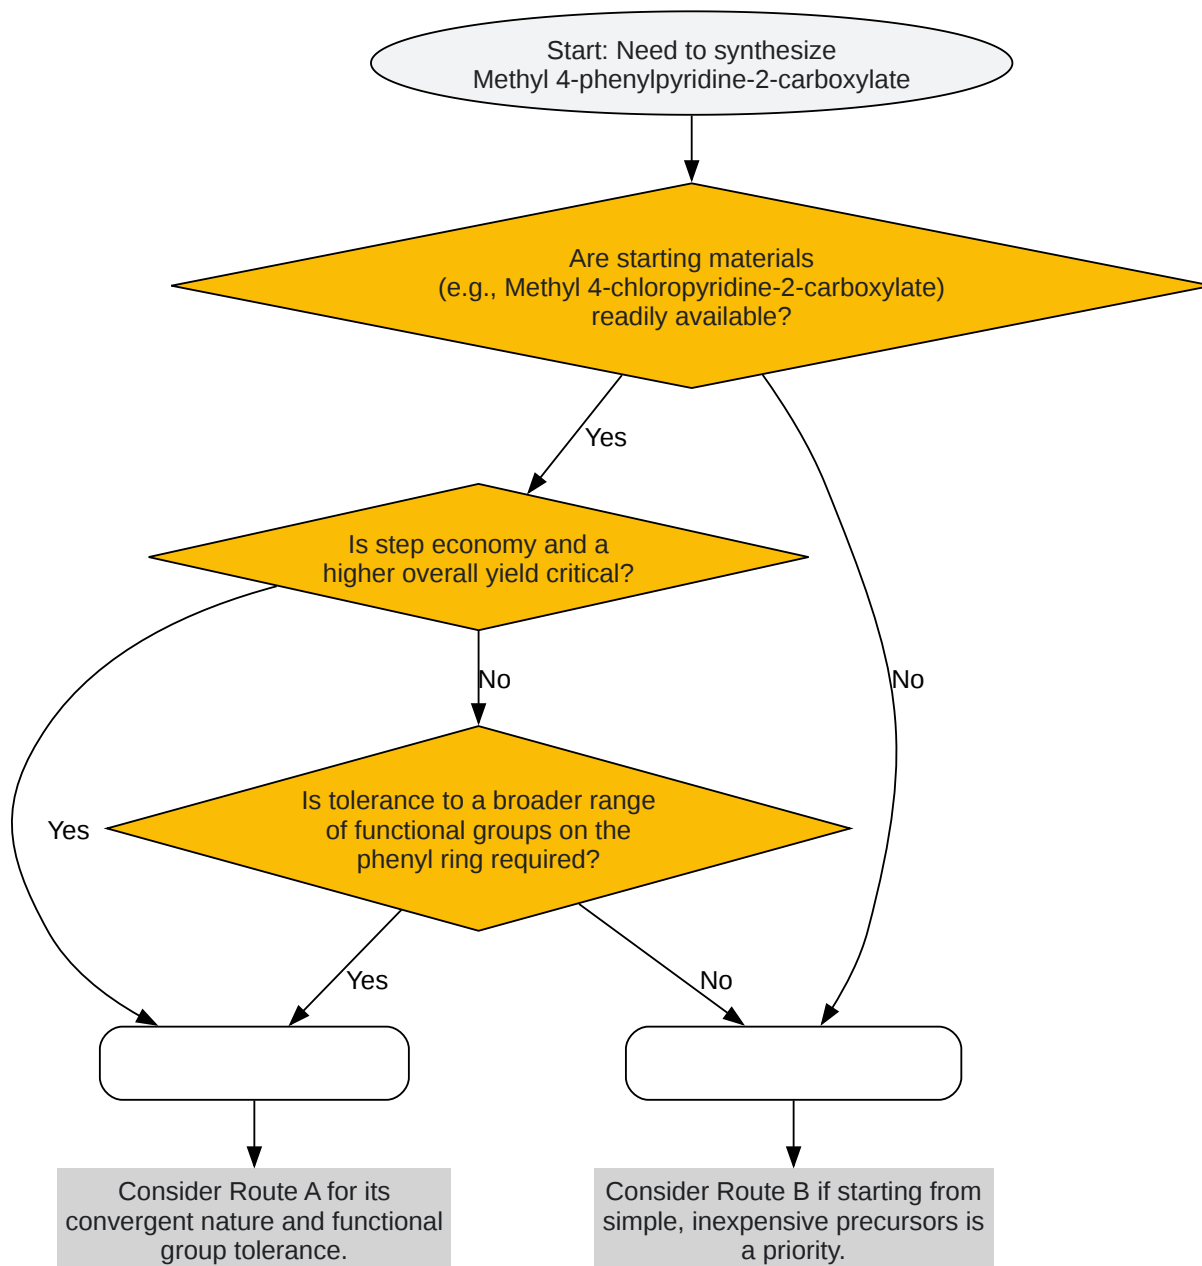 Start: Need to synthesize
Methyl 4-phenylpyridine-2-carboxylate
Are starting materials
(e.g., Methyl 4-chloropyridine-2-carboxylate)
readily available?
Yes
Is step economy and a
higher overall yield critical?
No
No
Is tolerance to a broader range
of functional groups on the
phenyl ring required?
Yes
Yes
No
Consider Route A for its
convergent nature and functional
group tolerance.
Consider Route B if starting from
simple, inexpensive precursors is
a priority.